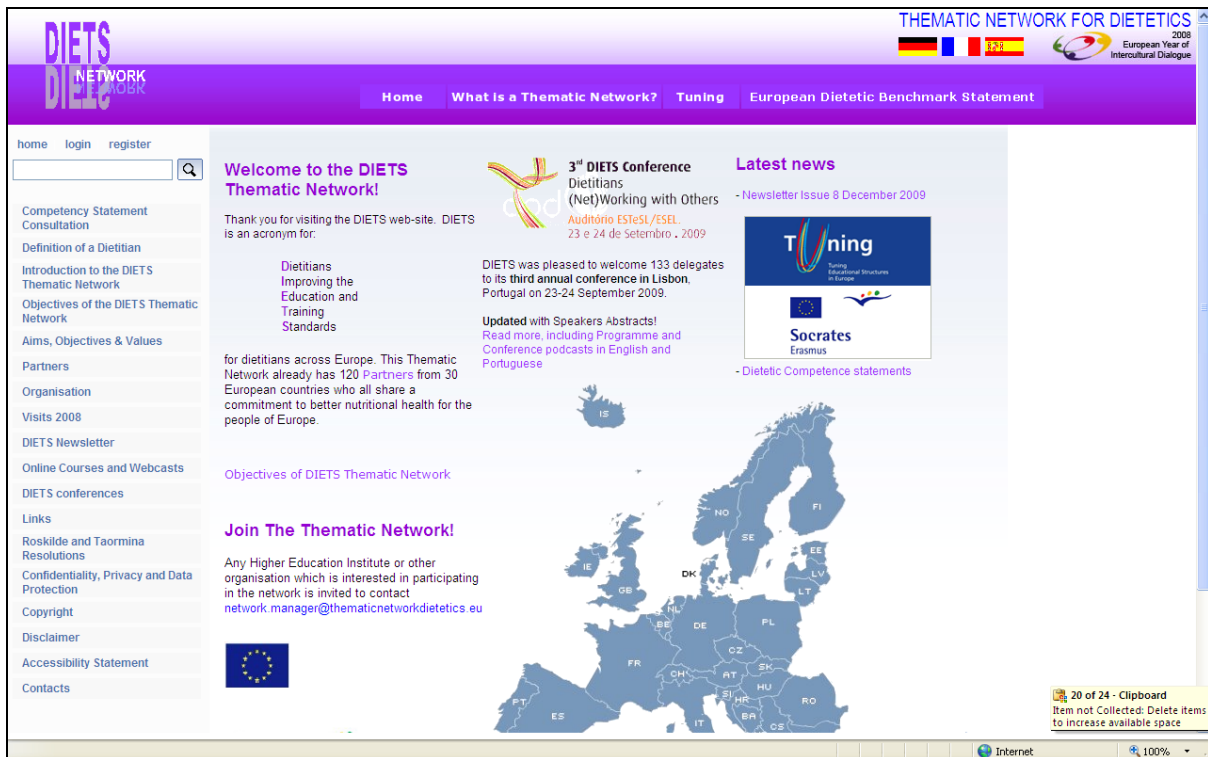 THEMATIC NETWORK FOR DIETETICS
2008
European Year of
Intercultural Dialogue
DIETS
NETWORK
Home What is a Thematic Network? Tuning European Dietetic Benchmark Statement
home login register
Competency Statement
Consultation
Definition of a Dietitian
Introduction to the DIETS
Thematic Network
Objectives of the DIETS Thematic
Network
Aims, Objectives & Values
Partners
Organisation
Visits 2008
DIETS Newsletter
Online Courses and Webcasts
DIETS conferences
Links
Roskilde and Taormina
Resolutions
Confidentiality, Privacy and Data
Protection
Copyright
Disclaimer
Accessibility Statement
Contacts
Welcome to the DIETS
Thematic Network!
Thank you for visiting the DIETS web-site. DIETS
is an acronym for:
Dietitians
Improving the
Education and
Training
Standards
for dietitians across Europe. This Thematic
Network already has 120 Partners from 30
European countries who all share a
commitment to better nutritional health for the
people of Europe.
Objectives of DIETS Thematic Network
Join The Thematic Network!
Any Higher Education Institute or other
organisation which is interested in participating
in the network is invited to contact
network.manager@thematicnetworkdietetics.eu
3rd DIETS Conference
Dietitians
(Net)Working with Others
Auditório ESTeSL/ESEL.
23 e 24 de Setembro . 2009
DIETS was pleased to welcome 133 delegates
to its third annual conference in Lisbon,
Portugal on 23-24 September 2009.
Updated with Speakers Abstracts!
Read more, including Programme and
Conference podcasts in English and
Portuguese
Latest news
- Newsletter Issue 8 December 2009
Tuning
Tuning
Educational Structures
in Europe
Socrates
Erasmus
- Dietetic Competence statements
IS
NO
SE
FI
EE
LV
LT
DK
IE
GB
NL
BE
DE
PL
CZ
SK
FR
CH
AT
HU
SI
HR
RO
PT
ES
IT
BA
CS
20 of 24 - Clipboard
Item not Collected: Delete items
to increase available space
Internet 100%